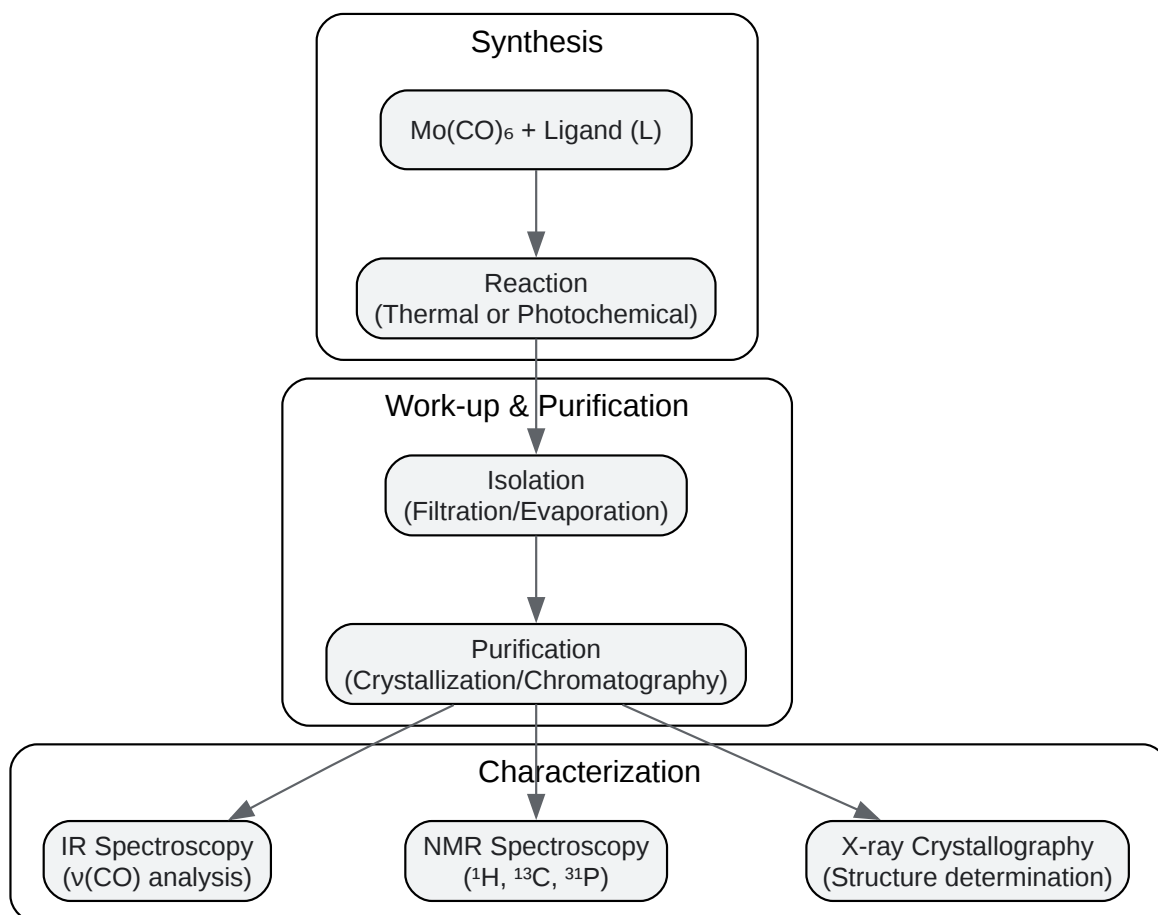 Synthesis
Mo(CO)₆ + Ligand (L)
Reaction
(Thermal or Photochemical)
Work-up & Purification
Isolation
(Filtration/Evaporation)
Purification
(Crystallization/Chromatography)
Characterization
IR Spectroscopy
(ν(CO) analysis)
NMR Spectroscopy
(¹H, ¹³C, ³¹P)
X-ray Crystallography
(Structure determination)